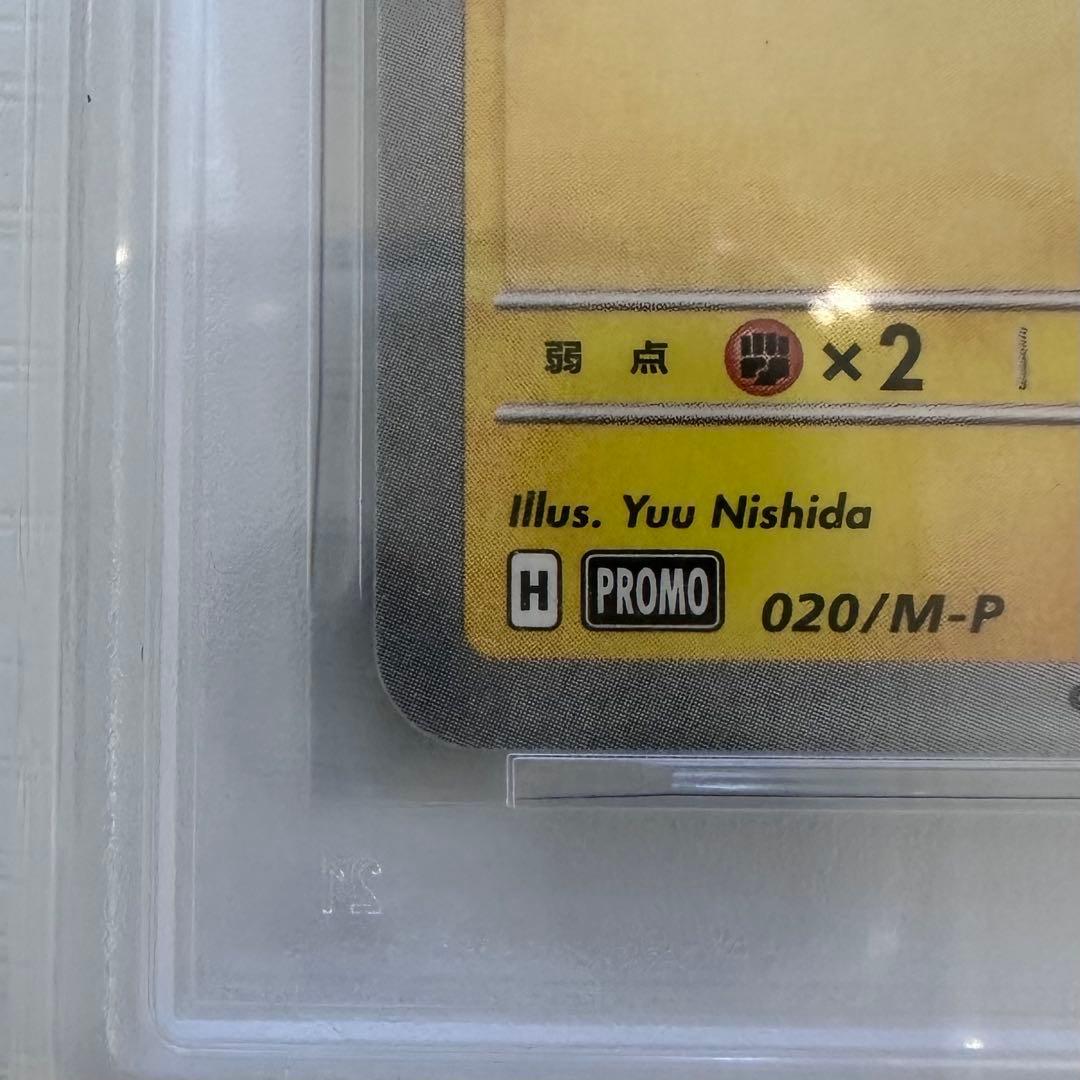 弱点 ×2
Illus. Yuu Nishida
H PROMO 020/M-P